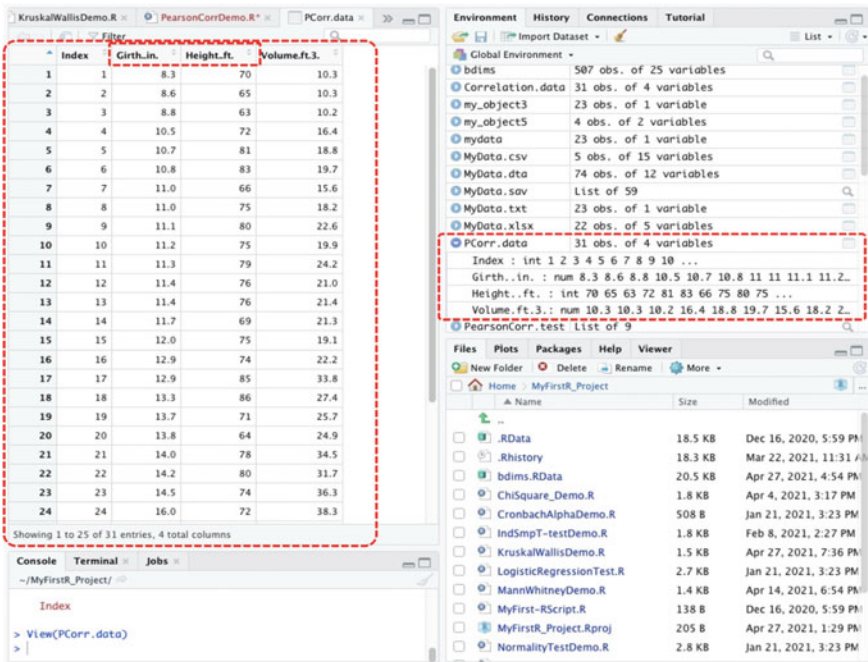 KruskalWallisDemo.R × PearsonCorrDemo.R* × PCorr.data ×
Filter
Index Girth..in. Height..ft. Volume.ft.3.
1 1 8.3 70 10.3
2 2 8.6 65 10.3
3 3 8.8 63 10.2
4 4 10.5 72 16.4
5 5 10.7 81 18.8
6 6 10.8 83 19.7
7 7 11.0 66 15.6
8 8 11.0 75 18.2
9 9 11.1 80 22.6
10 10 11.2 75 19.9
11 11 11.3 79 24.2
12 12 11.4 76 21.0
13 13 11.4 76 21.4
14 14 11.7 69 21.3
15 15 12.0 75 19.1
16 16 12.9 74 22.2
17 17 12.9 85 33.8
18 18 13.3 86 27.4
19 19 13.7 71 25.7
20 20 13.8 64 24.9
21 21 14.0 78 34.5
22 22 14.2 80 31.7
23 23 14.5 74 36.3
24 24 16.0 72 38.3
Showing 1 to 25 of 31 entries, 4 total columns
Console Terminal × Jobs ×
~/MyFirstR_Project/
Index
> View(PCorr.data)
>
Environment History Connections Tutorial
Import Dataset List
Global Environment
bdims 507 obs. of 25 variables
Correlation.data 31 obs. of 4 variables
my_object3 23 obs. of 1 variable
my_object5 4 obs. of 2 variables
mydata 23 obs. of 1 variable
MyData.csv 5 obs. of 15 variables
MyData.dta 74 obs. of 12 variables
MyData.sav List of 59
MyData.txt 23 obs. of 1 variable
MyData.xlsx 22 obs. of 5 variables
PCorr.data 31 obs. of 4 variables
Index : int 1 2 3 4 5 6 7 8 9 10 ...
Girth..in. : num 8.3 8.6 8.8 10.5 10.7 10.8 11 11 11.1 11.2…
Height..ft. : int 70 65 63 72 81 83 66 75 80 75 ...
Volume.ft.3.: num 10.3 10.3 10.2 16.4 18.8 19.7 15.6 18.2 2…
PearsonCorr.test List of 9
Files Plots Packages Help Viewer
New Folder Delete Rename More
Home MyFirstR_Project ...
Name Size Modified
..
.RData 18.5 KB Dec 16, 2020, 5:59 PM
.Rhistory 18.3 KB Mar 22, 2021, 11:31 AM
bdims.RData 20.5 KB Apr 27, 2021, 4:54 PM
ChiSquare_Demo.R 1.8 KB Apr 4, 2021, 3:17 PM
CronbachAlphaDemo.R 508 B Jan 21, 2021, 3:23 PM
IndSmpT-testDemo.R 1.8 KB Feb 8, 2021, 2:27 PM
KruskalWallisDemo.R 1.5 KB Apr 27, 2021, 7:36 PM
LogisticRegressionTest.R 2.7 KB Jan 21, 2021, 3:23 PM
MannWhitneyDemo.R 1.4 KB Apr 14, 2021, 6:54 PM
MyFirst-RScript.R 138 B Dec 16, 2020, 5:59 PM
MyFirstR_Project.Rproj 205 B Apr 27, 2021, 1:29 PM
NormalityTestDemo.R 2.8 KB Jan 21, 2021, 3:23 PM